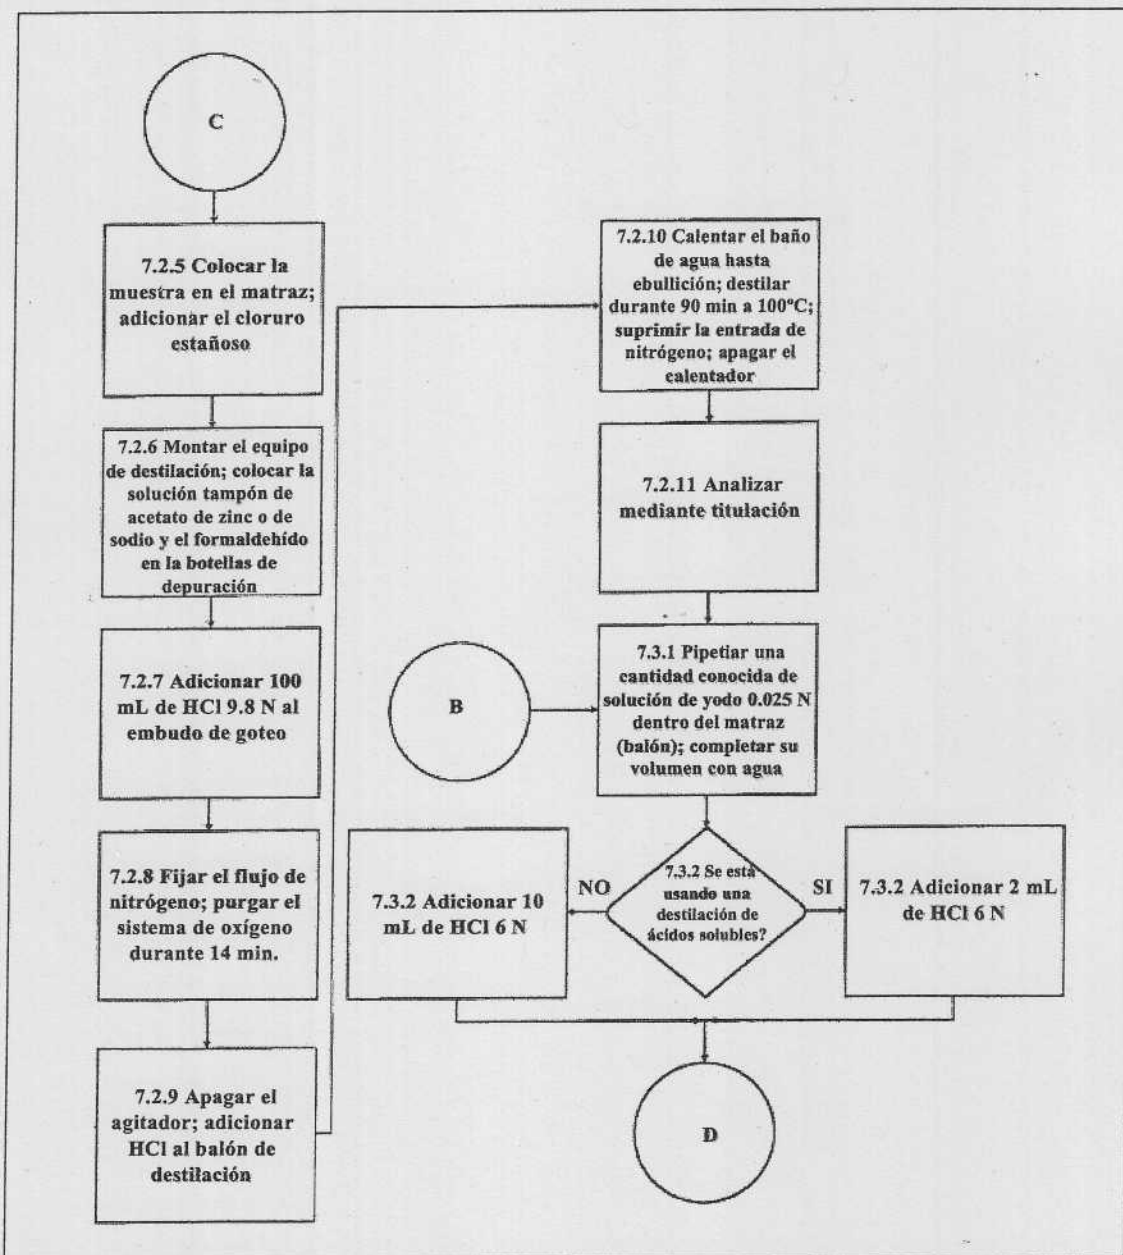 C
7.2.5 Colocar la
muestra en el matraz;
adicionar el cloruro
estañoso
7.2.6 Montar el equipo
de destilación; colocar la
solución tampón de
acetato de zinc o de
sodio y el formaldehído
en la botellas de
depuración
7.2.7 Adicionar 100
mL de HCl 9.8 N al
embudo de goteo
7.2.8 Fijar el flujo de
nitrógeno; purgar el
sistema de oxígeno
durante 14 min.
7.2.9 Apagar el
agitador; adicionar
HCl al balón de
destilación
7.2.10 Calentar el baño
de agua hasta
ebullición; destilar
durante 90 min a 100°C;
suprimir la entrada de
nitrógeno; apagar el
calentador
7.2.11 Analizar
mediante titulación
B
7.3.1 Pipetiar una
cantidad conocida de
solución de yodo 0.025 N
dentro del matraz
(balón); completar su
volumen con agua
7.3.2 Se está
usando una
destilación de
ácidos solubles?
NO
7.3.2 Adicionar 10
mL de HCl 6 N
SI
7.3.2 Adicionar 2 mL
de HCl 6 N
D